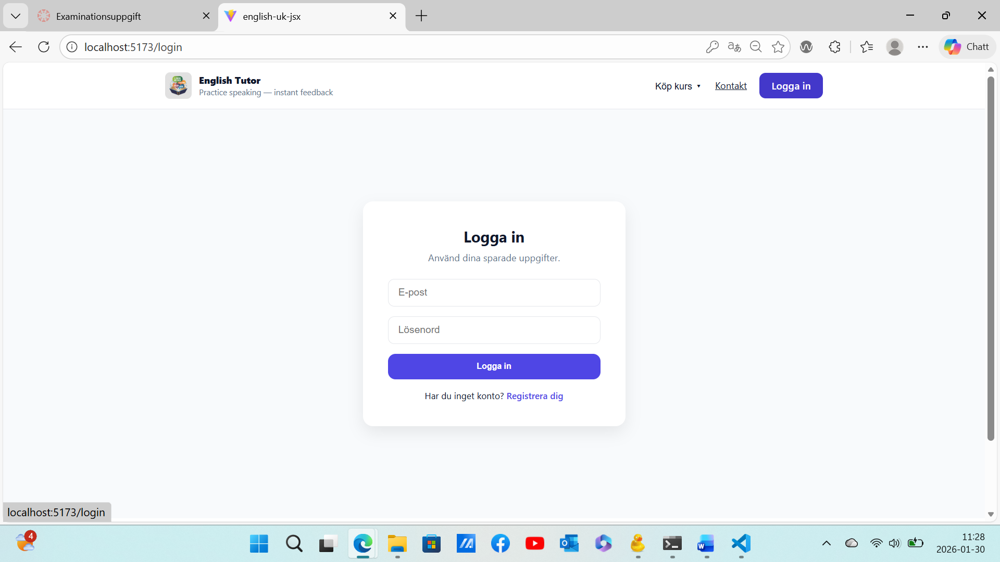 Examinationsuppgift
english-uk-jsx
localhost:5173/login
Chatt
English Tutor
Practice speaking — instant feedback
Köp kurs
Kontakt
Logga in
Logga in
Använd dina sparade uppgifter.
E-post
Lösenord
Logga in
Har du inget konto? Registrera dig
localhost:5173/login
4
11:28
2026-01-30